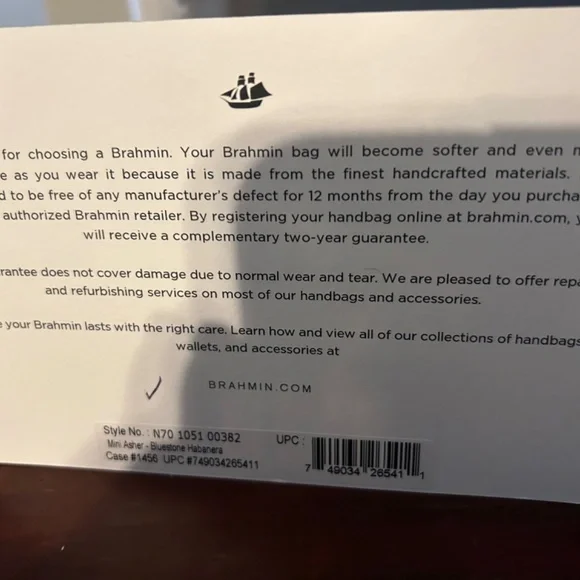 for choosing a Brahmin. Your Brahmin bag will become softer and even
as you wear it because it is made from the finest handcrafted materials.
to be free of any manufacturer's defect for 12 months from the day you
authorized Brahmin retailer. By registering your handbag online at brahmin.com,
will receive a complementary two-year guarantee.
does not cover damage due to normal wear and tear. We are pleased to offer
and refurbishing services on most of our handbags and accessories.
your Brahmin lasts with the right care. Learn how and view all of our collections of handbags
wallets, and accessories at
BRAHMIN.COM
Style No. : N70 1051 00382
Mini Asher - Bluestone Habanera
Case #1456 UPC #749034265411
UPC :
7 49034 26541 1